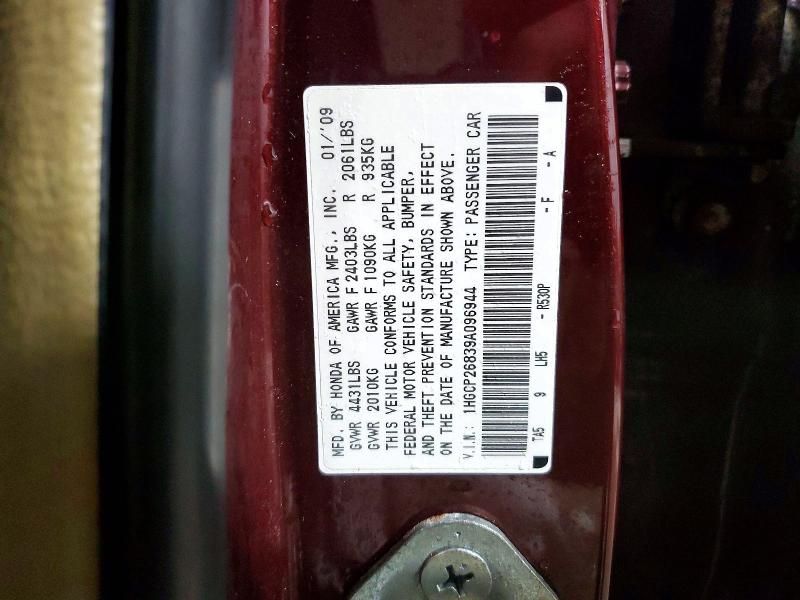 MFD. BY HONDA OF AMERICA MFG., INC. 01/'09
GVWR 4431LBS GAWR F 2403LBS R 2061LBS
GVWR 2010KG GAWR F 1090KG R 935KG
THIS VEHICLE CONFORMS TO ALL APPLICABLE
FEDERAL MOTOR VEHICLE SAFETY, BUMPER,
AND THEFT PREVENTION STANDARDS IN EFFECT
ON THE DATE OF MANUFACTURE SHOWN ABOVE.
V.I.N.: 1HGCP26839A096944 TYPE: PASSENGER CAR
TA5 9 LM5 - R530P - F - A